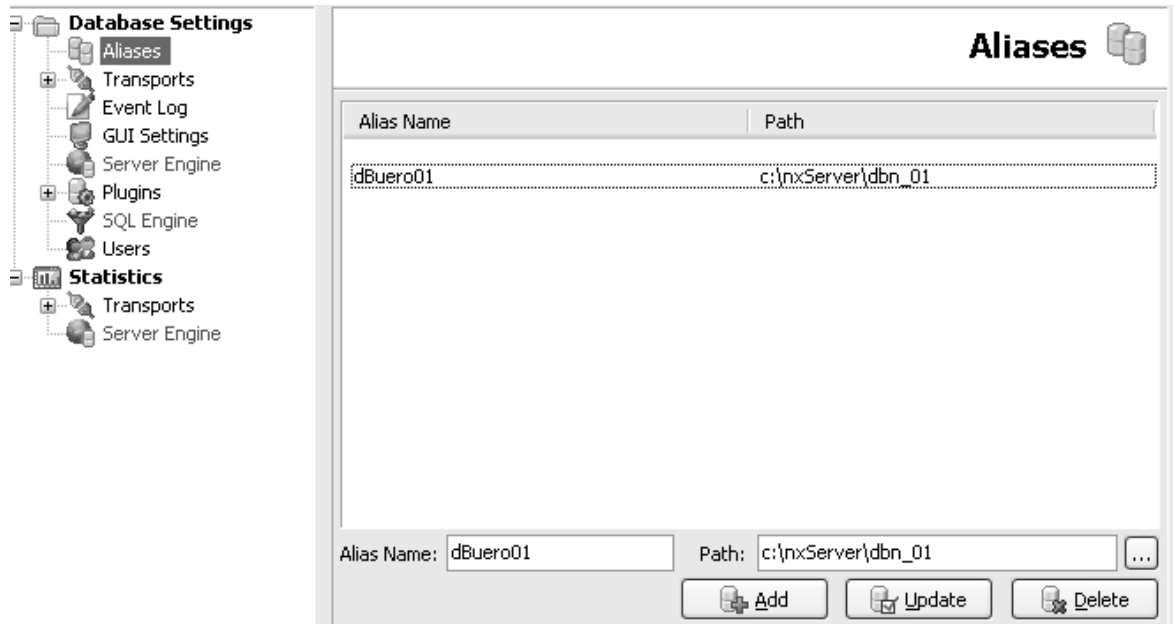 Database Settings
Aliases
Transports
Event Log
GUI Settings
Server Engine
Plugins
SQL Engine
Users
Statistics
Transports
Server Engine
Aliases
Alias Name Path
dBuero01 c:\nxServer\dbn_01
Alias Name: dBuero01 Path: c:\nxServer\dbn_01 ...
Add Update Delete